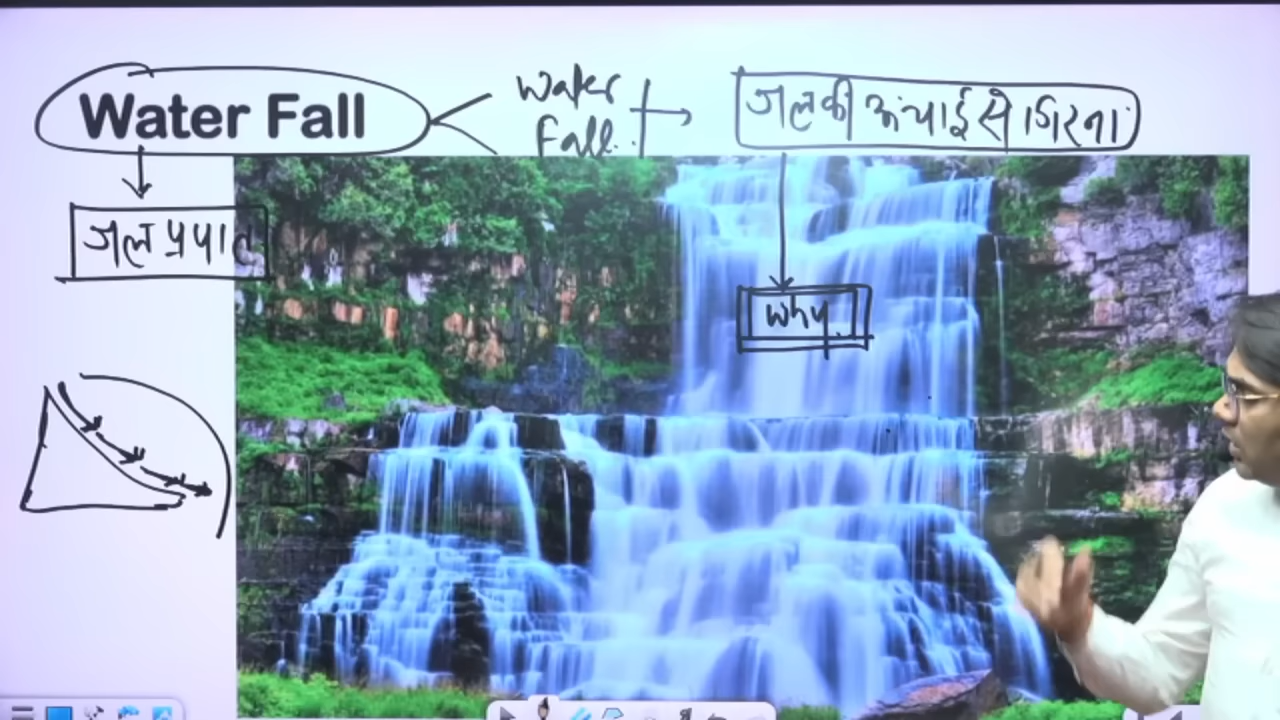 Water Fall
Water
Fall..
जल की ऊंचाई से गिरना
जल प्रपात
Why